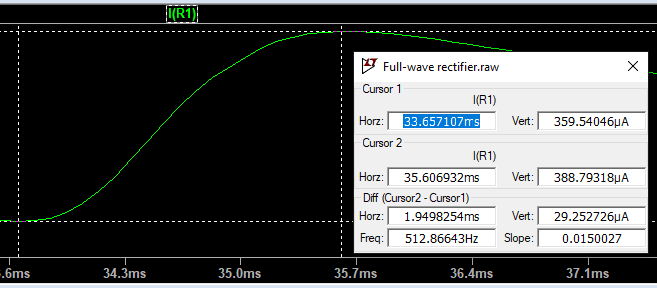 I(R1)
Full-wave rectifier.raw
Cursor 1
I(R1)
Horz: 33.657107ms Vert: 359.54046µA
Cursor 2
I(R1)
Horz: 35.606932ms Vert: 388.79318µA
Diff (Cursor2 - Cursor1)
Horz: 1.9498254ms Vert: 29.252726µA
Freq: 512.86643Hz Slope: 0.0150027
3.6ms 34.3ms 35.0ms 35.7ms 36.4ms 37.1ms